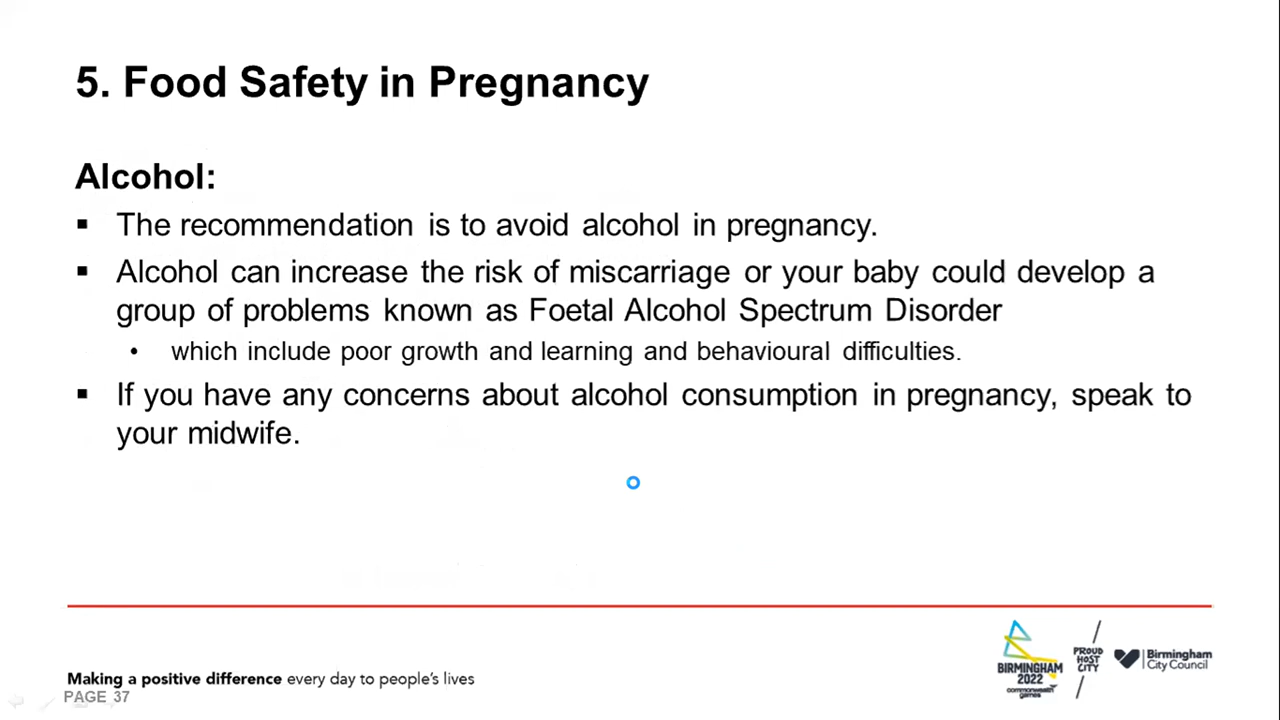 5. Food Safety in Pregnancy
Alcohol:
▪ The recommendation is to avoid alcohol in pregnancy.
▪ Alcohol can increase the risk of miscarriage or your baby could develop a
group of problems known as Foetal Alcohol Spectrum Disorder
• which include poor growth and learning and behavioural difficulties.
▪ If you have any concerns about alcohol consumption in pregnancy, speak to
your midwife.
Making a positive difference every day to people's lives
PAGE 37
BIRMINGHAM
2022
commonwealth
games
PROUD
HOST
CITY
Birmingham
City Council